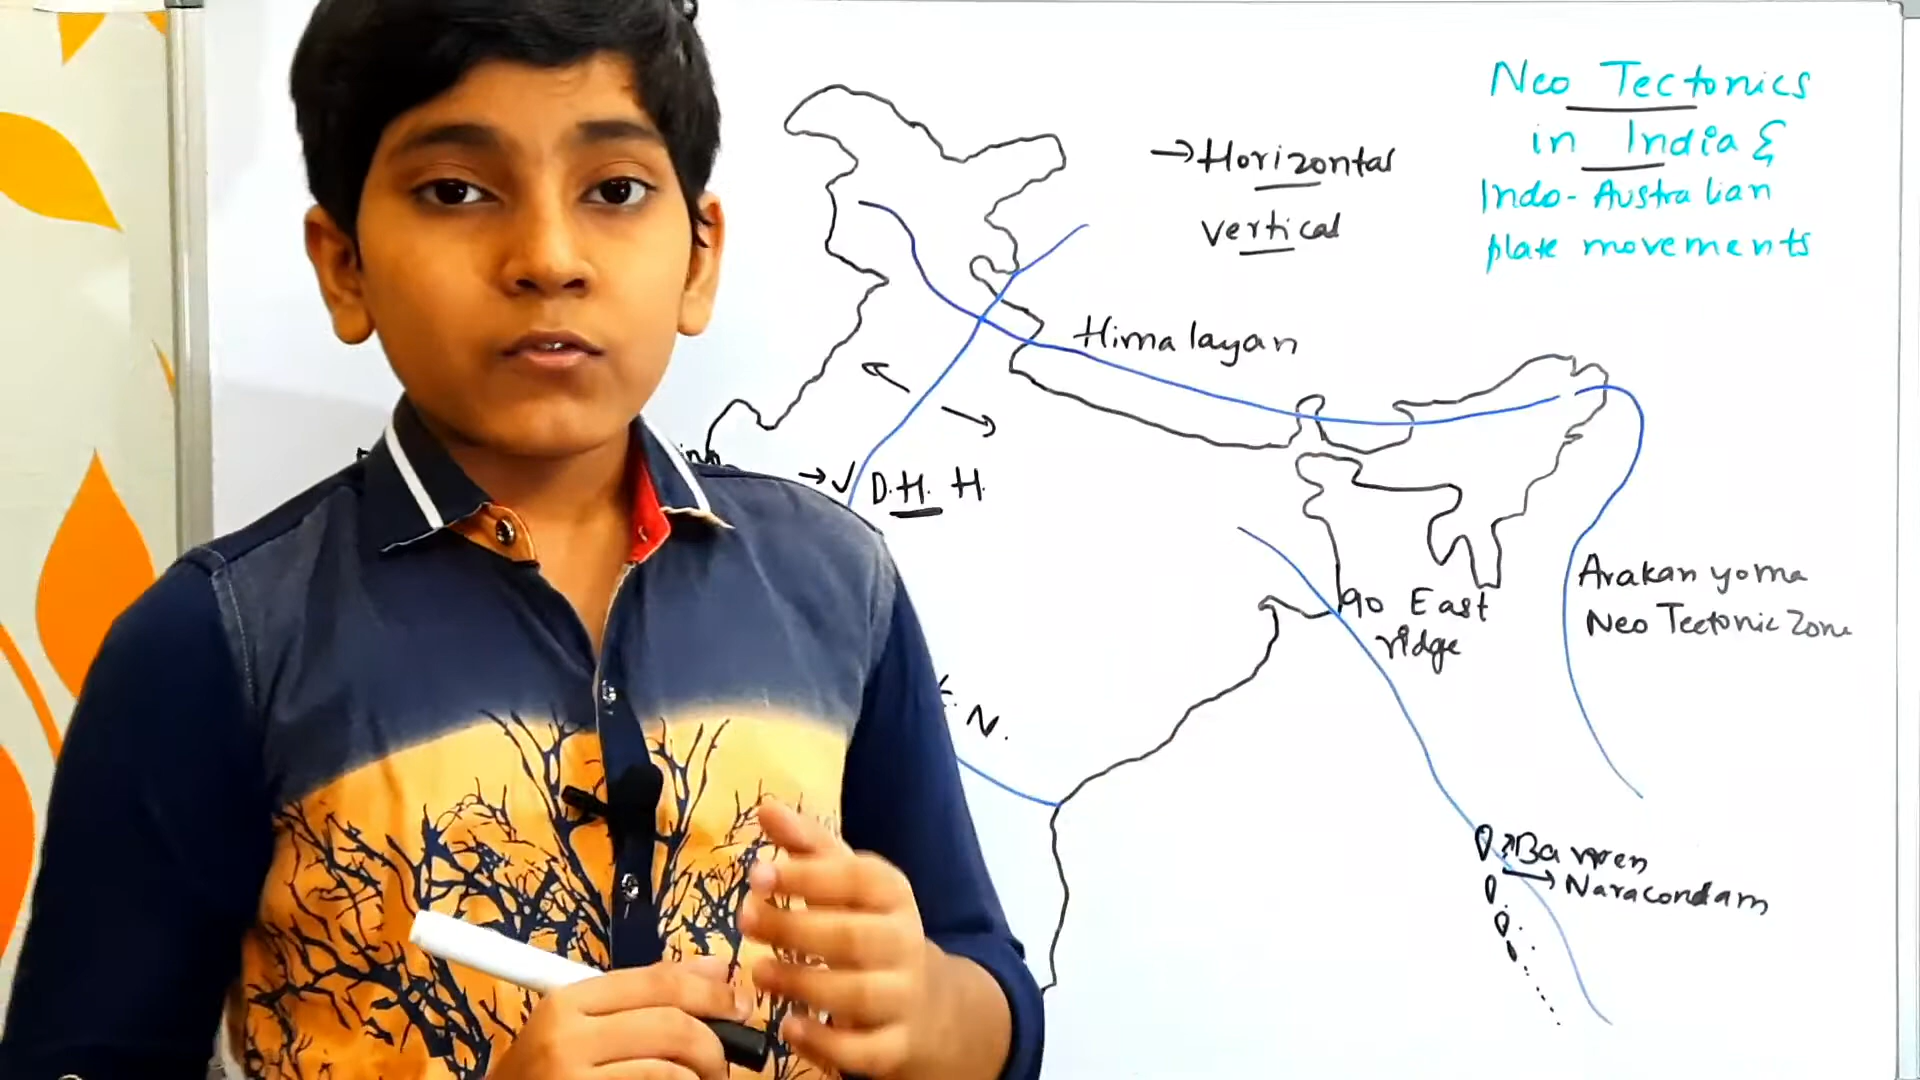 Neo Tectonics
in India &
Indo-Australian
plate movements
→ Horizontal
vertical
Himalayan
→ ✓ D.H. H.
90 East
ridge
Arakan yoma
Neo Tectonic Zone
N.
Barren
→ Naracondam